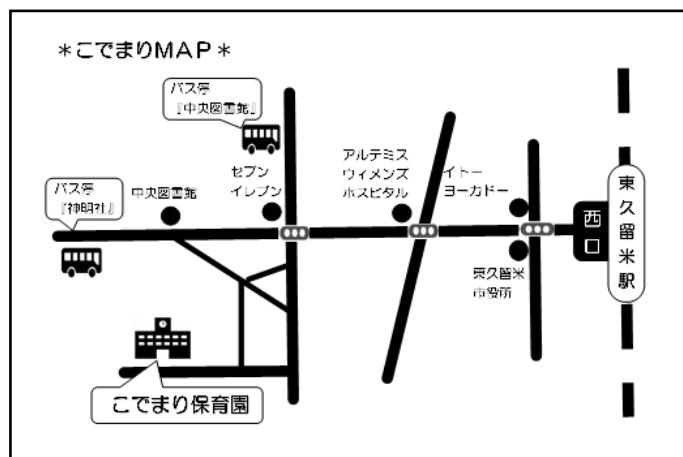 *こでまりMAP*
バス停
『中央図書館』
アルテミス
ウィメンズ
ホスピタル
イトー
ヨーカドー
セブン
イレブン
バス停
『神明社』
中央図書館
西口
東久留米駅
東久留米
市役所
こでまり保育園